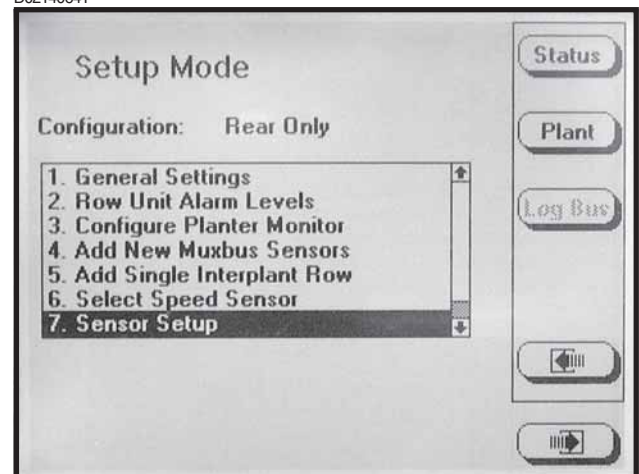 Setup Mode
Configuration: Rear Only
1. General Settings
2. Row Unit Alarm Levels
3. Configure Planter Monitor
4. Add New Muxbus Sensors
5. Add Single Interplant Row
6. Select Speed Sensor
7. Sensor Setup
Status
Plant
Log Bus